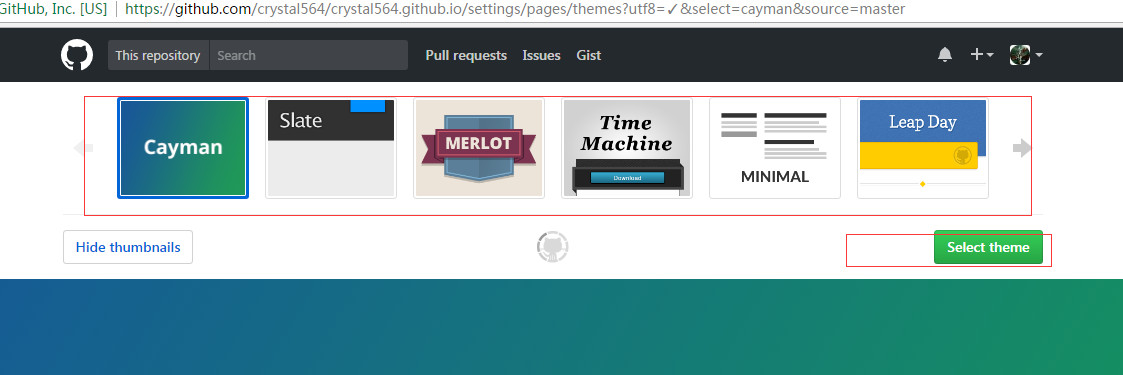 GitHub, Inc. [US] | https://github.com/crystal564/crystal564.github.io/settings/pages/themes?utf8=✓&select=cayman&source=master
This repository Search Pull requests Issues Gist
Cayman
Slate
MERLOT
Time
Machine
Download
MINIMAL
Leap Day
Hide thumbnails
Select theme